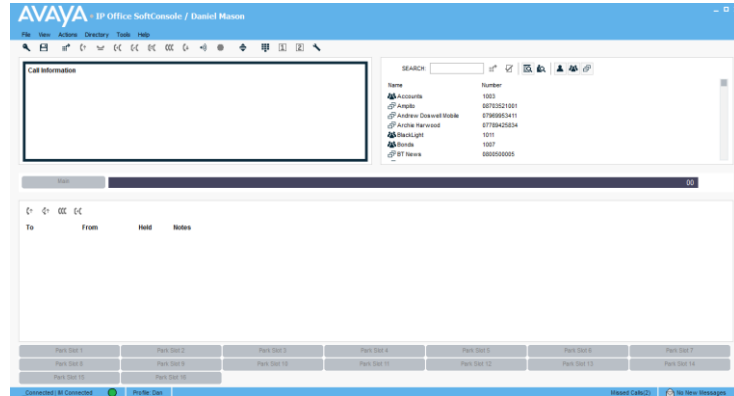 AVAYA - IP Office SoftConsole / Daniel Mason
File View Actions Directory Tools Help
Call Information
SEARCH:
Name Number
Accounts 1003
Ampito 08703521001
Andrew Doswell Mobile 07989953411
Archie Harwood 07789425834
BlackLight 1011
Bonds 1007
BT News 0800500005
00
To From Held Notes
Park Slot 1 Park Slot 2 Park Slot 3 Park Slot 4 Park Slot 5 Park Slot 6 Park Slot 7
Park Slot 8 Park Slot 9 Park Slot 10 Park Slot 11 Park Slot 12 Park Slot 13 Park Slot 14
Park Slot 15 Park Slot 16
Connected | IM Connected Profile: Dan Missed Calls(2) No New Messages